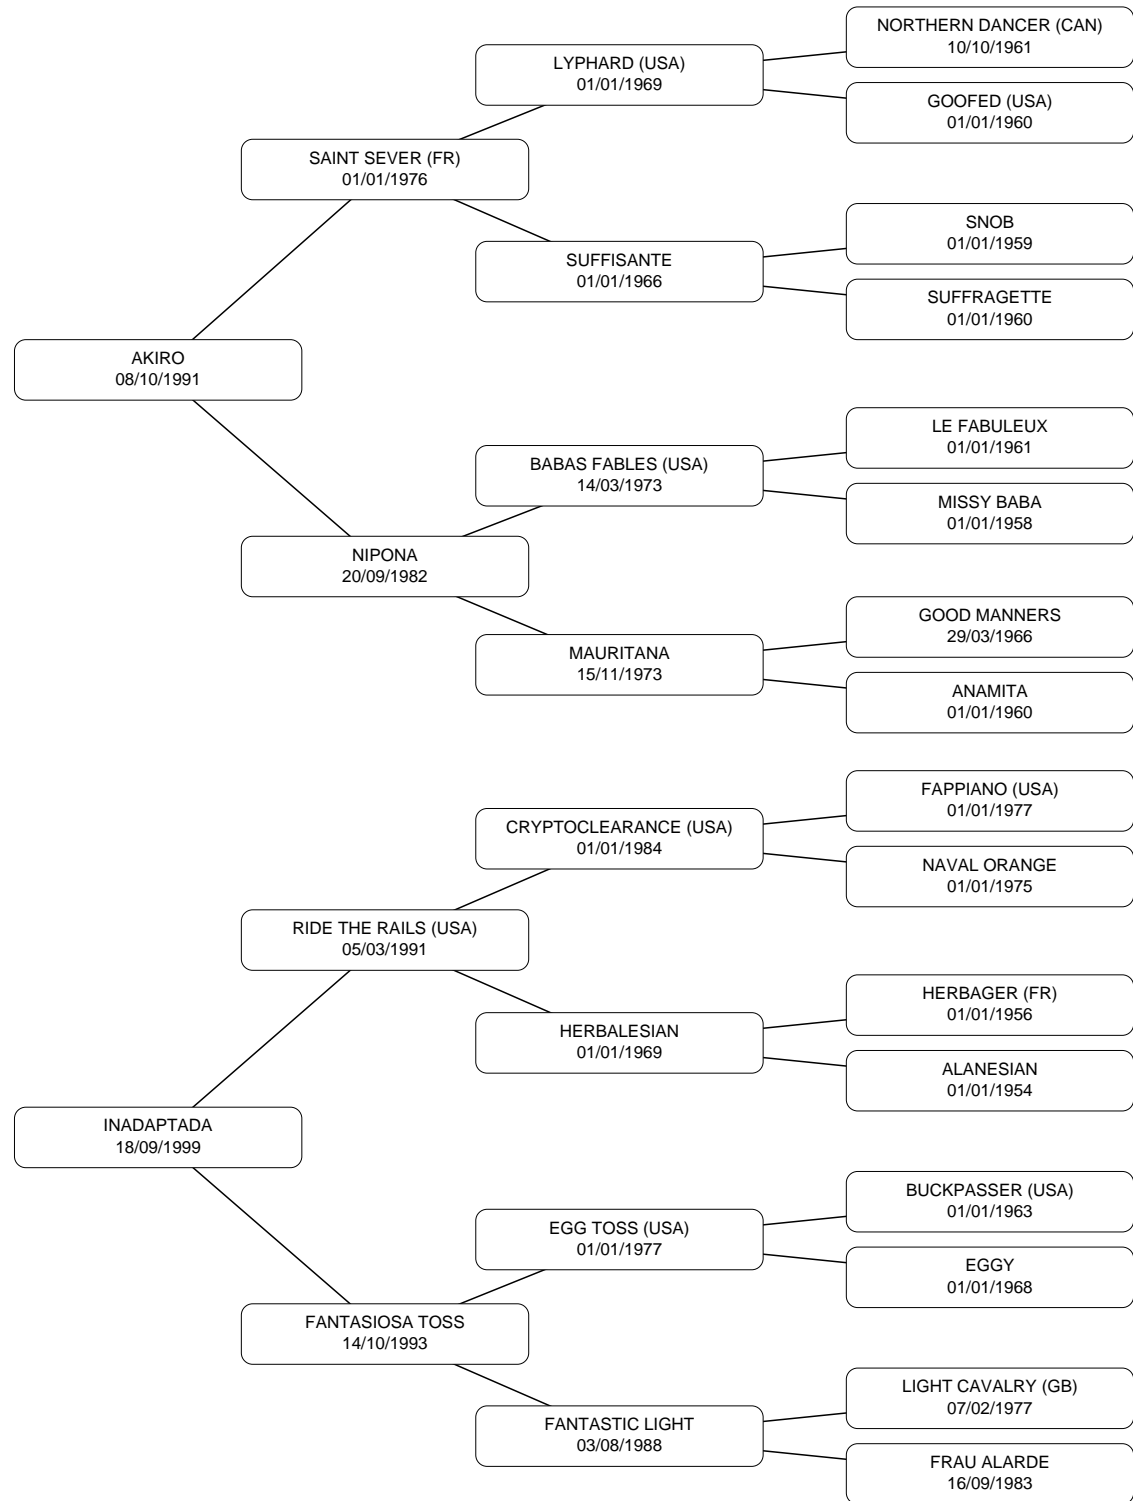 NORTHERN DANCER (CAN)
10/10/1961
LYPHARD (USA)
01/01/1969
GOOFED (USA)
01/01/1960
SAINT SEVER (FR)
01/01/1976
SNOB
01/01/1959
SUFFISANTE
01/01/1966
SUFFRAGETTE
01/01/1960
AKIRO
08/10/1991
LE FABULEUX
01/01/1961
BABAS FABLES (USA)
14/03/1973
MISSY BABA
01/01/1958
NIPONA
20/09/1982
GOOD MANNERS
29/03/1966
MAURITANA
15/11/1973
ANAMITA
01/01/1960
FAPPIANO (USA)
01/01/1977
CRYPTOCLEARANCE (USA)
01/01/1984
NAVAL ORANGE
01/01/1975
RIDE THE RAILS (USA)
05/03/1991
HERBAGER (FR)
01/01/1956
HERBALESIAN
01/01/1969
ALANESIAN
01/01/1954
INADAPTADA
18/09/1999
BUCKPASSER (USA)
01/01/1963
EGG TOSS (USA)
01/01/1977
EGGY
01/01/1968
FANTASIOSA TOSS
14/10/1993
LIGHT CAVALRY (GB)
07/02/1977
FANTASTIC LIGHT
03/08/1988
FRAU ALARDE
16/09/1983